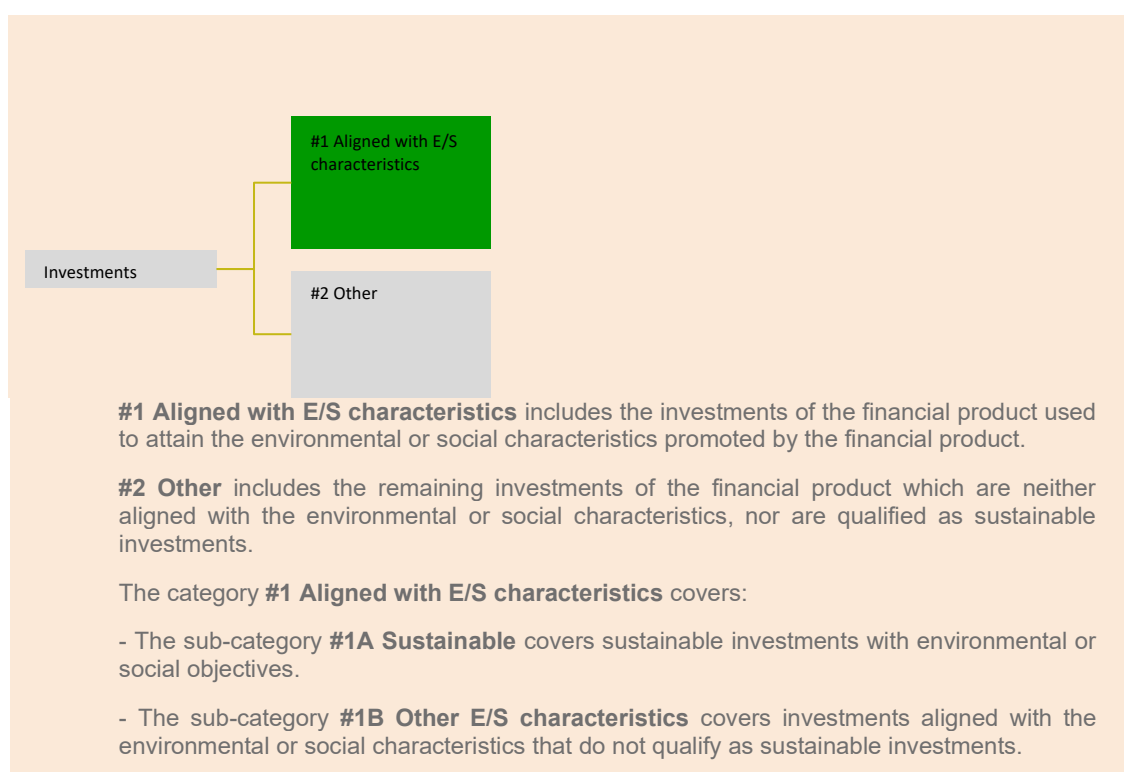 #1 Aligned with E/S
characteristics
Investments
#2 Other
#1 Aligned with E/S characteristics includes the investments of the financial product used
to attain the environmental or social characteristics promoted by the financial product.
#2 Other includes the remaining investments of the financial product which are neither
aligned with the environmental or social characteristics, nor are qualified as sustainable
investments.
The category #1 Aligned with E/S characteristics covers:
- The sub-category #1A Sustainable covers sustainable investments with environmental or
social objectives.
- The sub-category #1B Other E/S characteristics covers investments aligned with the
environmental or social characteristics that do not qualify as sustainable investments.